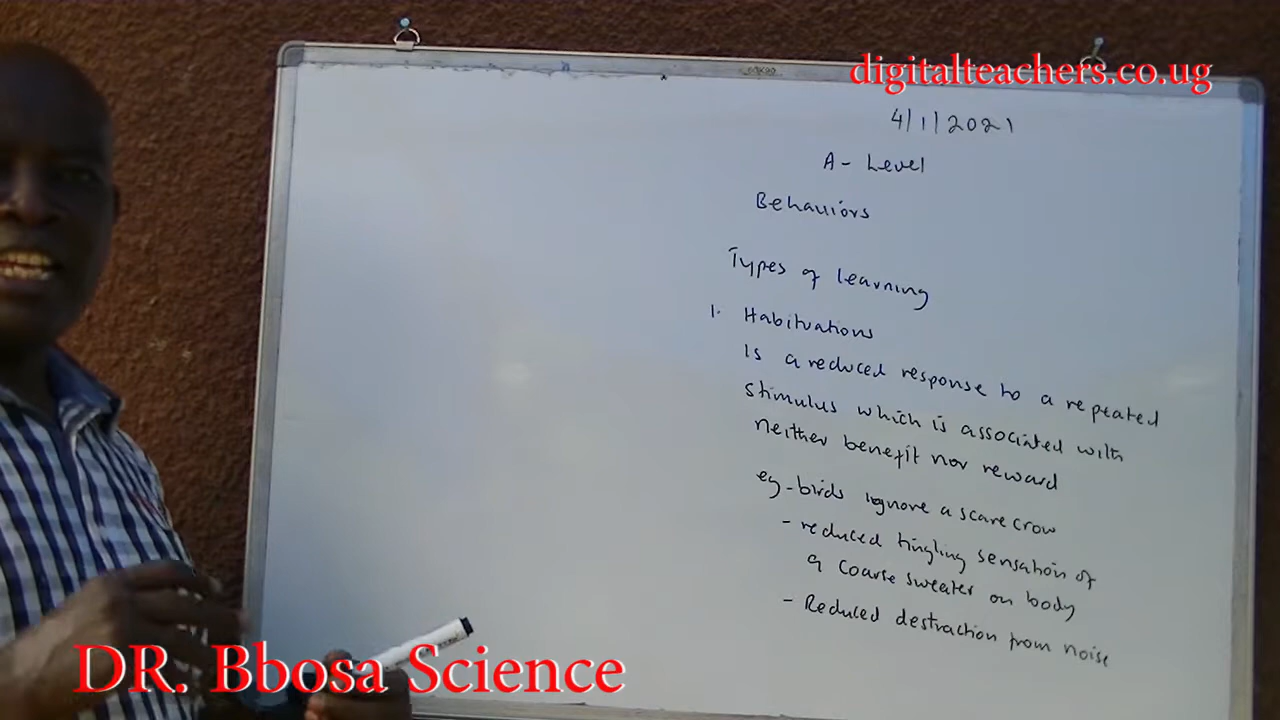 digitalteachers.co.ug
4/1/2021
A- Level
Behaviors
Types of learning
1. Habituations
Is a reduced response to a repeated
stimulus which is associated with
neither benefit nor reward
eg - birds ignore a scare crow
- reduced tingling sensation of
a coarse sweater on body
- Reduced destraction from noise
DR. Bbosa Science